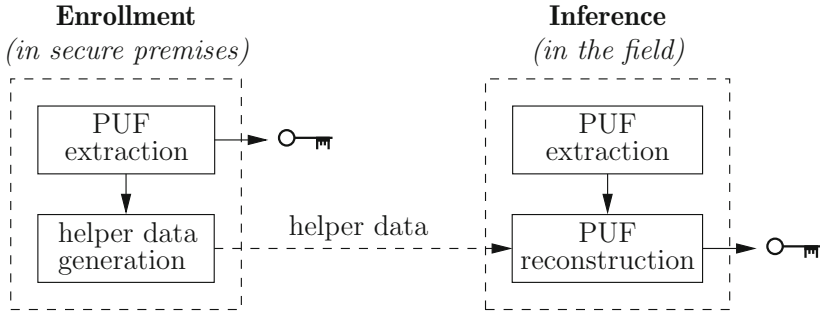 Enrollment
(in secure premises)
PUF
extraction
helper data
generation
helper data
Inference
(in the field)
PUF
extraction
PUF
reconstruction